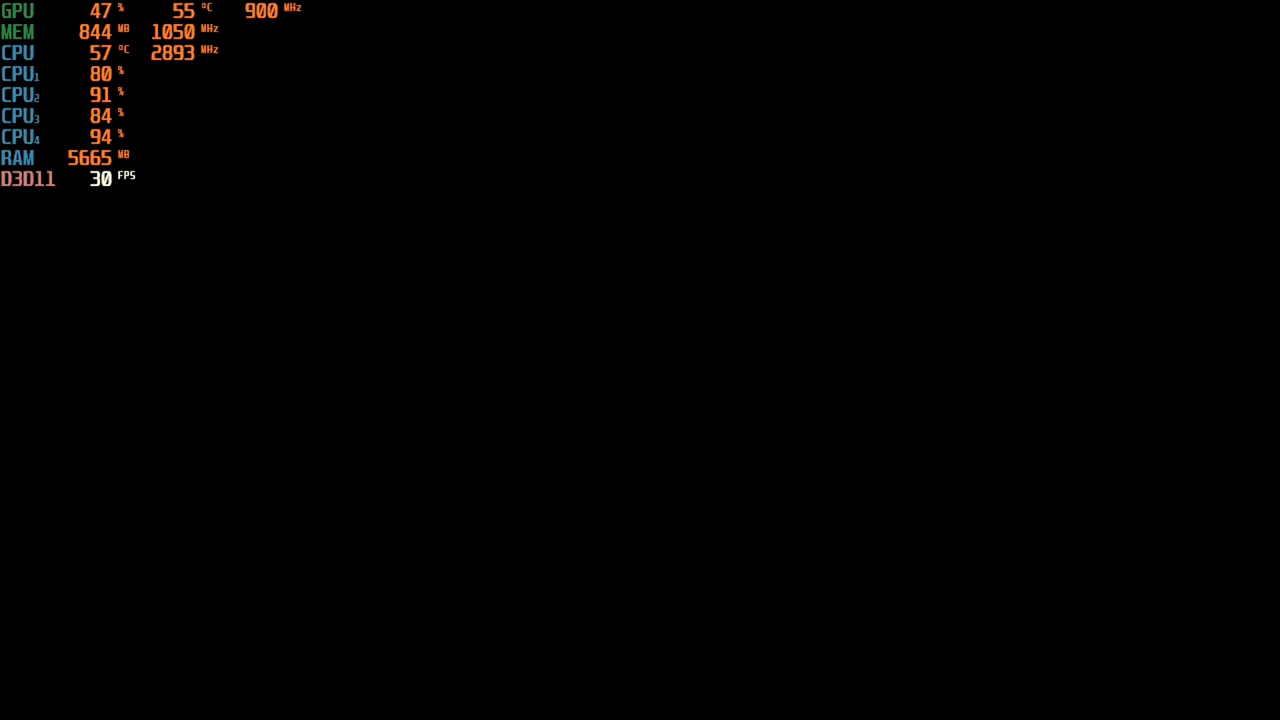 GPU 47 % 55 °C 900 MHz
MEM 844 MB 1050 MHz
CPU 57 °C 2893 MHz
CPU1 80 %
CPU2 91 %
CPU3 84 %
CPU4 94 %
RAM 5665 MB
D3D11 30 FPS